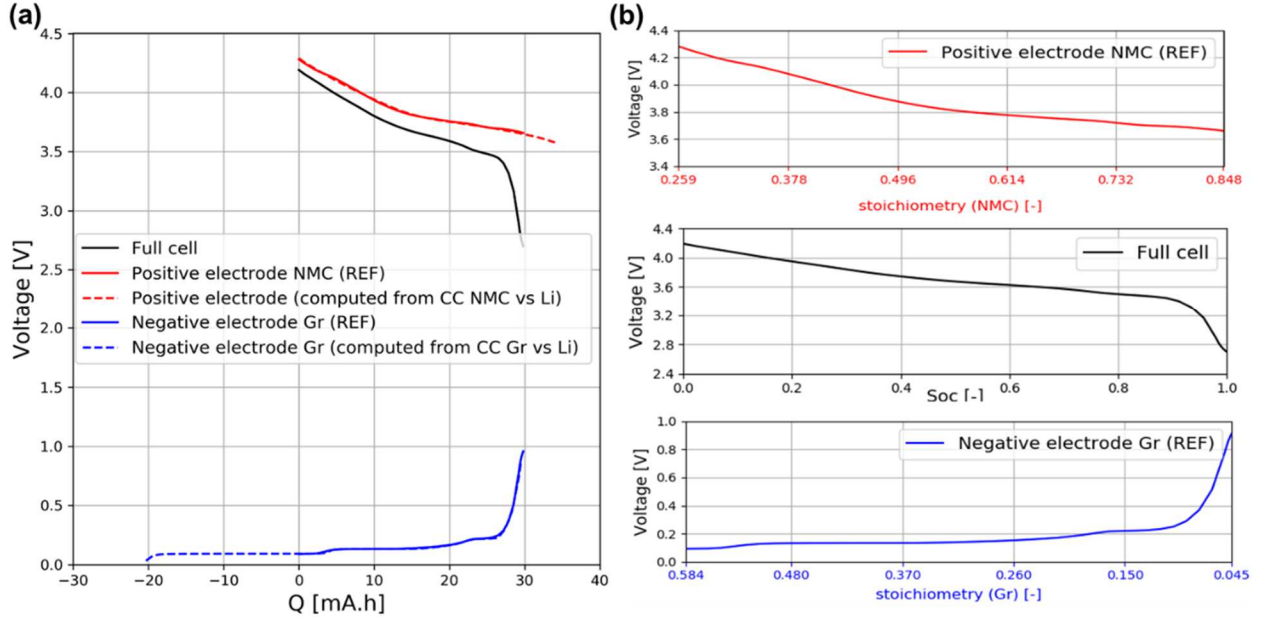 (a)
4.5
4.0
3.5
3.0
2.5
2.0
1.5
1.0
0.5
0.0
Voltage [V]
Full cell
Positive electrode NMC (REF)
Positive electrode (computed from CC NMC vs Li)
Negative electrode Gr (REF)
Negative electrode Gr (computed from CC Gr vs Li)
−30 −20 −10 0 10 20 30 40
Q [mA.h]
(b)
4.4
4.2
4.0
3.8
3.6
3.4
Voltage [V]
Positive electrode NMC (REF)
0.259 0.378 0.496 0.614 0.732 0.848
stoichiometry (NMC) [-]
4.4
4.0
3.6
3.2
2.8
2.4
Voltage [V]
Full cell
0.0 0.2 0.4 0.6 0.8 1.0
Soc [-]
1.0
0.8
0.6
0.4
0.2
0.0
Voltage [V]
Negative electrode Gr (REF)
0.584 0.480 0.370 0.260 0.150 0.045
stoichiometry (Gr) [-]